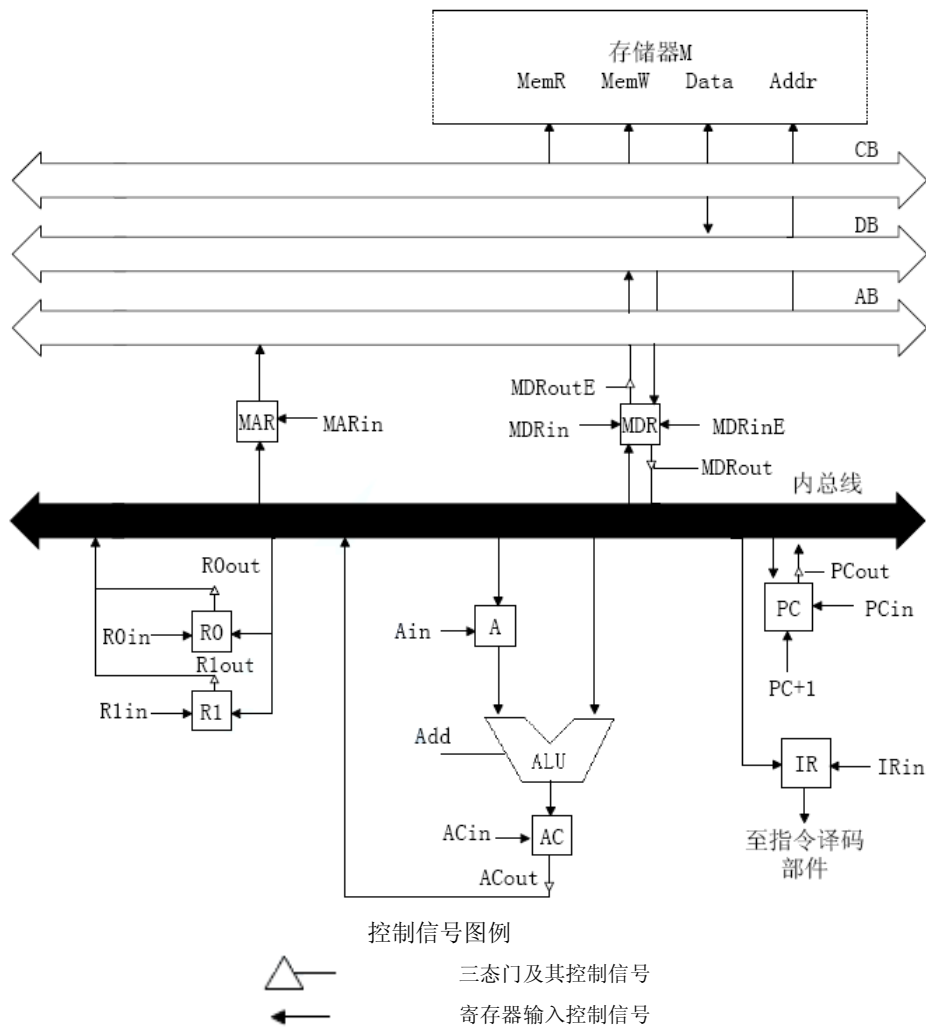 存储器M
MemR MemW Data Addr
CB
DB
AB
MDRoutE
MAR
MARin
MDRin
MDR
MDRinE
MDRout
内总线
R0out
R0in
R0
R1out
R1in
R1
Ain
A
PCout
PC
PCin
PC+1
Add
ALU
IR
IRin
ACin
AC
至指令译码
部件
ACout
控制信号图例
三态门及其控制信号
寄存器输入控制信号